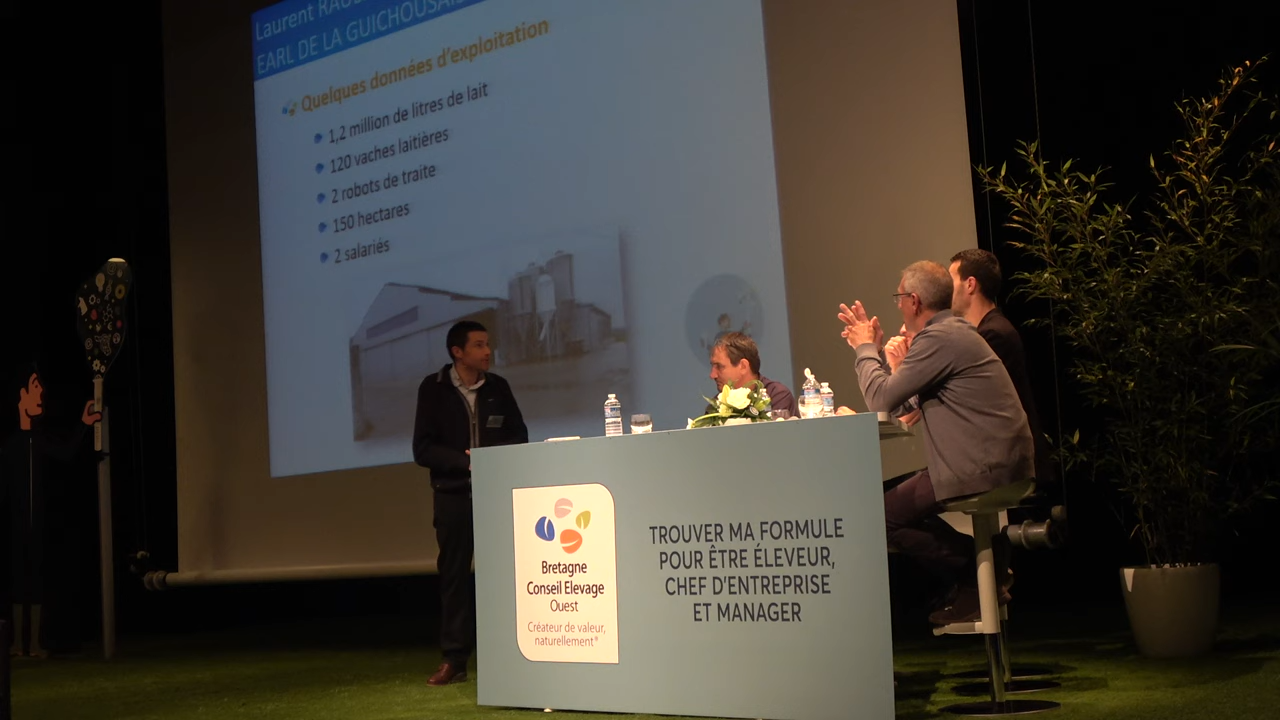 Laurent
EARL DE LA GUICHOUSAIS
Quelques données d'exploitation
1,2 million de litres de lait
120 vaches laitières
2 robots de traite
150 hectares
2 salariés
Bretagne
Conseil Elevage
Ouest
Créateur de valeur,
naturellement®
TROUVER MA FORMULE
POUR ÊTRE ÉLEVEUR,
CHEF D'ENTREPRISE
ET MANAGER